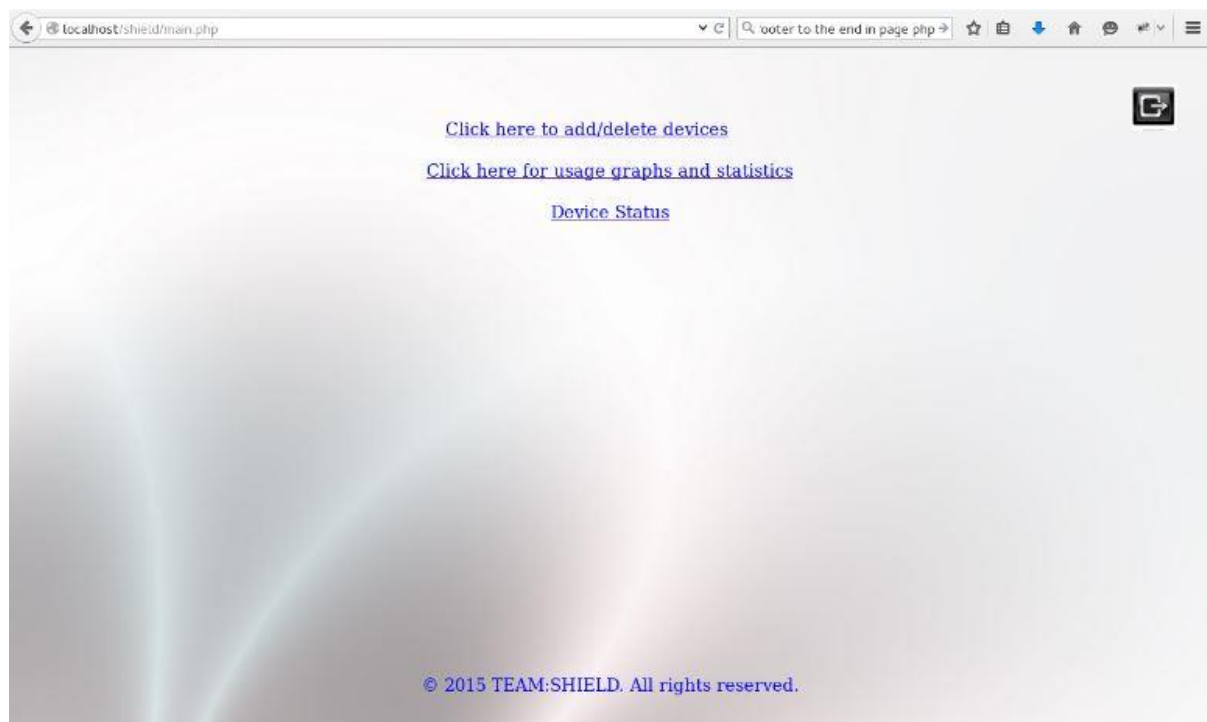 localhost/shield/main.php
ooter to the end in page php
Click here to add/delete devices
Click here for usage graphs and statistics
Device Status
© 2015 TEAM:SHIELD. All rights reserved.